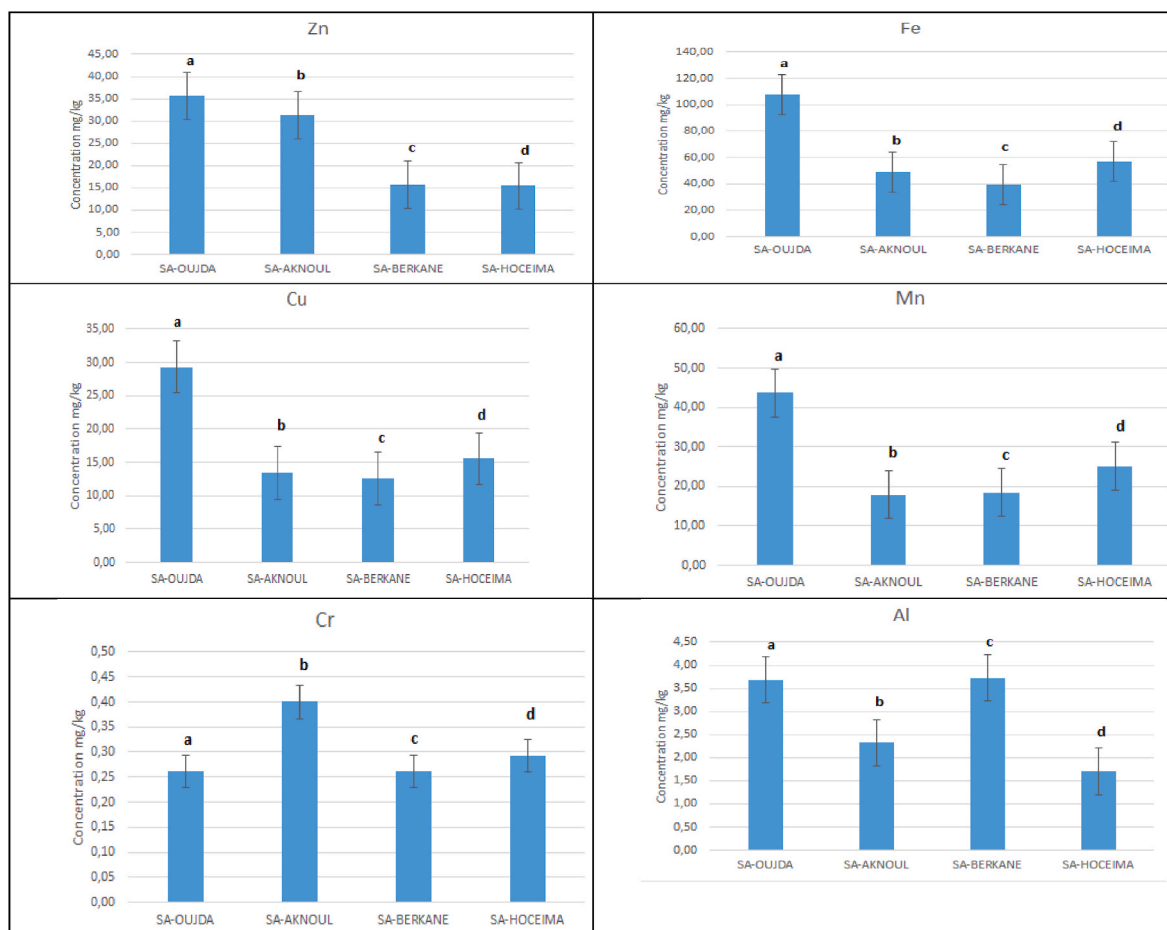 Zn
Concentration mg/kg
45,00
40,00
35,00
30,00
25,00
20,00
15,00
10,00
5,00
0,00
a
b
c
d
SA-OUJDA SA-AKNOUL SA-BERKANE SA-HOCEIMA
Fe
Concentration mg/kg
140,00
120,00
100,00
80,00
60,00
40,00
20,00
0,00
a
b
c
d
SA-OUJDA SA-AKNOUL SA-BERKANE SA-HOCEIMA
Cu
Concentration mg/kg
35,00
30,00
25,00
20,00
15,00
10,00
5,00
0,00
a
b
c
d
SA-OUJDA SA-AKNOUL SA-BERKANE SA-HOCEIMA
Mn
Concentration mg/kg
60,00
50,00
40,00
30,00
20,00
10,00
0,00
a
b
c
d
SA-OUJDA SA-AKNOUL SA-BERKANE SA-HOCEIMA
Cr
Concentration mg/kg
0,50
0,45
0,40
0,35
0,30
0,25
0,20
0,15
0,10
0,05
0,00
a
b
c
d
SA-OUJDA SA-AKNOUL SA-BERKANE SA-HOCEIMA
Al
Concentration mg/kg
4,50
4,00
3,50
3,00
2,50
2,00
1,50
1,00
0,50
0,00
a
b
c
d
SA-OUJDA SA-AKNOUL SA-BERKANE SA-HOCEIMA